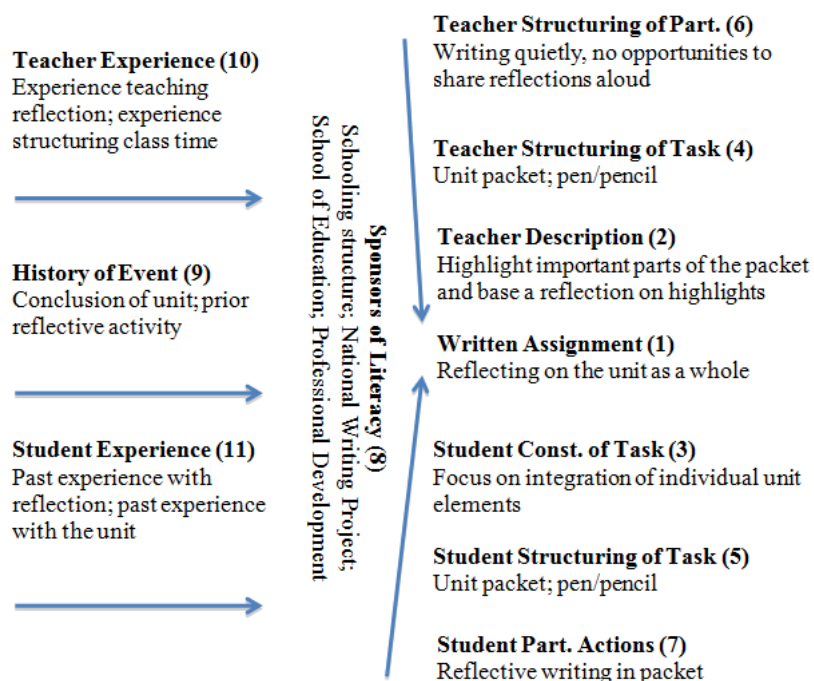 Teacher Experience (10)
Experience teaching
reflection; experience
structuring class time
History of Event (9)
Conclusion of unit; prior
reflective activity
Student Experience (11)
Past experience with
reflection; past experience
with the unit
Sponsors of Literacy (8)
Schooling structure; National Writing Project;
School of Education; Professional Development
Teacher Structuring of Part. (6)
Writing quietly, no opportunities to
share reflections aloud
Teacher Structuring of Task (4)
Unit packet; pen/pencil
Teacher Description (2)
Highlight important parts of the packet
and base a reflection on highlights
Written Assignment (1)
Reflecting on the unit as a whole
Student Const. of Task (3)
Focus on integration of individual unit
elements
Student Structuring of Task (5)
Unit packet; pen/pencil
Student Part. Actions (7)
Reflective writing in packet